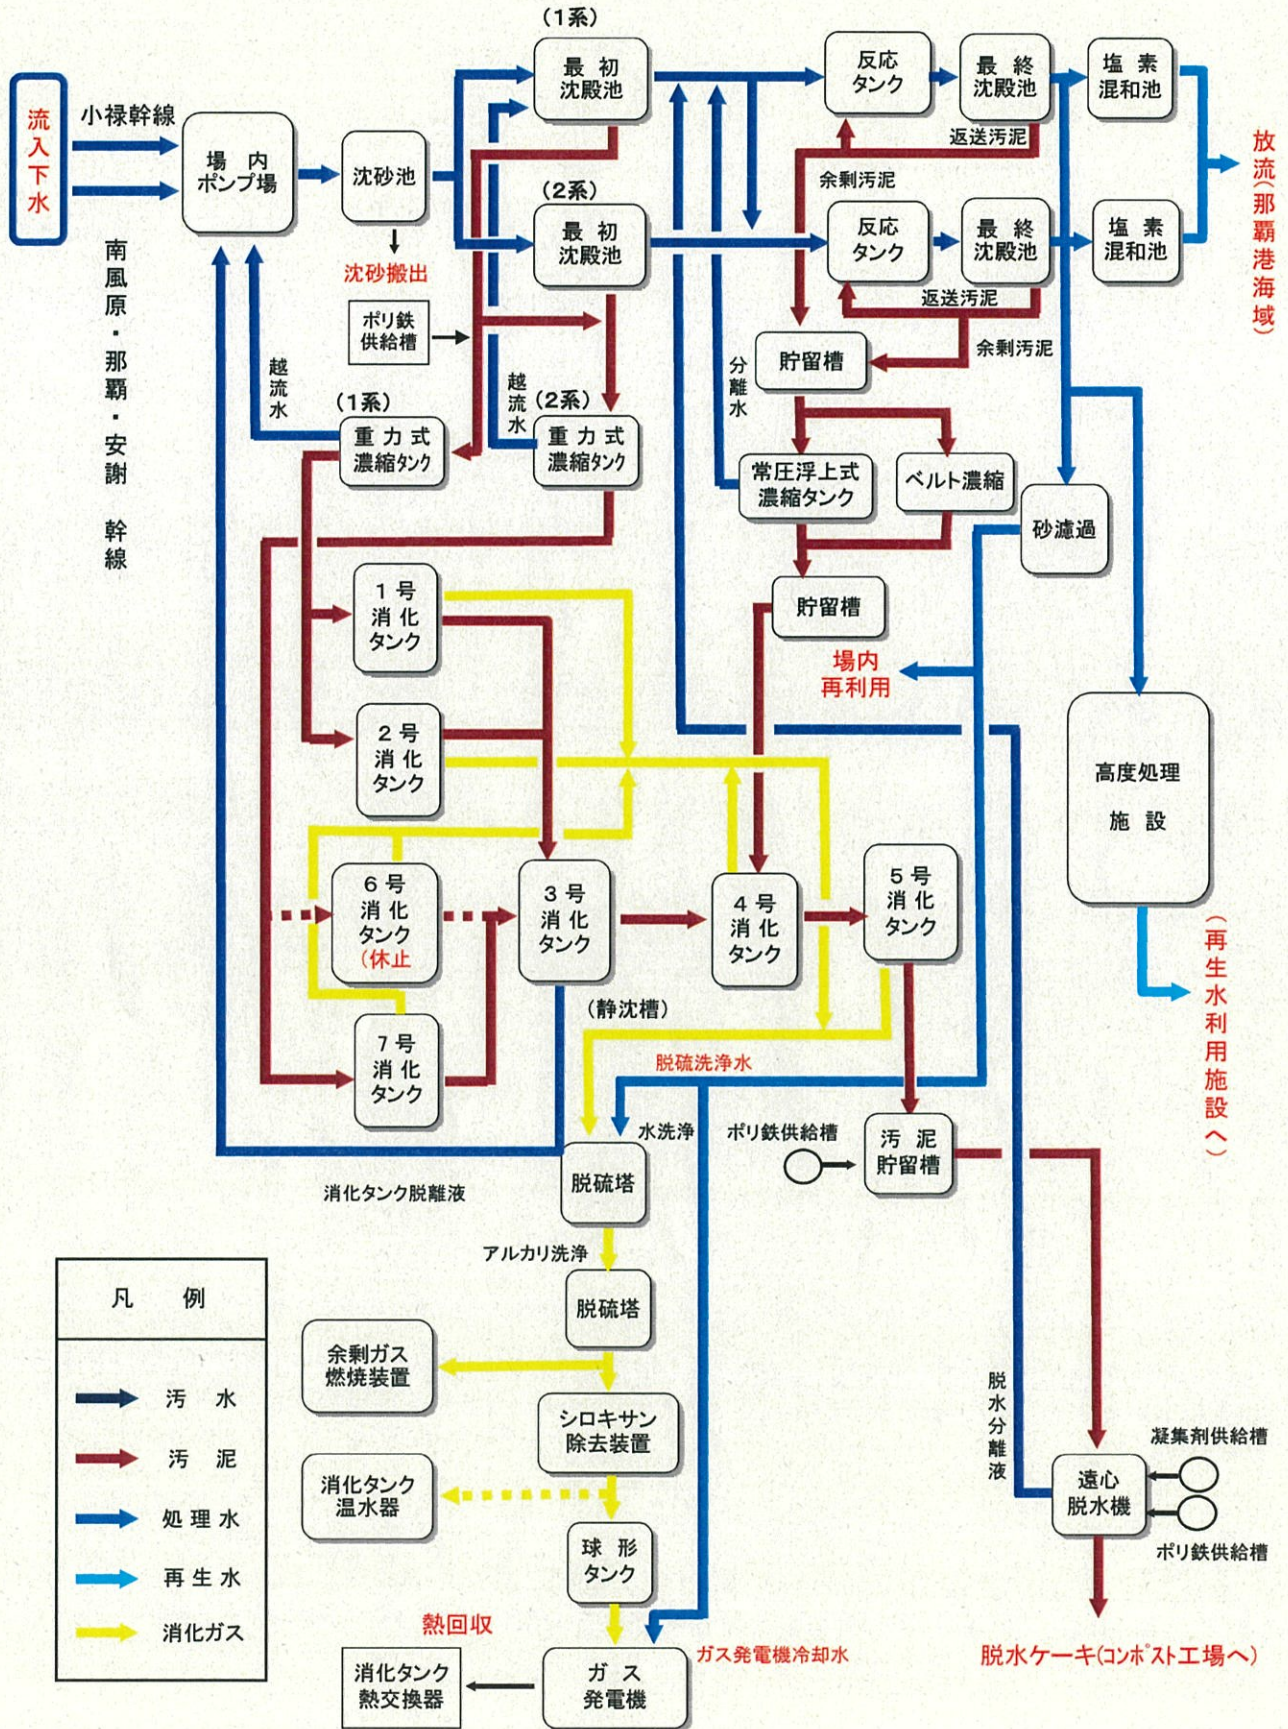 流入下水
小禄幹線
南風原・那覇・安謝 幹線
場内
ポンプ場
沈砂池
沈砂搬出
(1系)
最初
沈殿池
反応
タンク
最終
沈殿池
塩素
混和池
返送汚泥
余剰汚泥
(2系)
最初
沈殿池
反応
タンク
最終
沈殿池
塩素
混和池
返送汚泥
余剰汚泥
放流(那覇港海域)
ポリ鉄
供給槽
越流水
(1系)
重力式
濃縮タンク
越流水
(2系)
重力式
濃縮タンク
貯留槽
分離水
常圧浮上式
濃縮タンク
ベルト濃縮
砂濾過
貯留槽
場内
再利用
1号
消化
タンク
2号
消化
タンク
高度処理
施設
6号
消化
タンク
(休止
3号
消化
タンク
(静沈槽)
4号
消化
タンク
5号
消化
タンク
7号
消化
タンク
(再生水利用施設へ)
脱硫洗浄水
水洗浄
ポリ鉄供給槽
汚泥
貯留槽
消化タンク脱離液
脱硫塔
アルカリ洗浄
脱硫塔
余剰ガス
燃焼装置
シロキサン
除去装置
消化タンク
温水器
球形
タンク
熱回収
消化タンク
熱交換器
ガス
発電機
ガス発電機冷却水
脱水分離液
遠心
脱水機
凝集剤供給槽
ポリ鉄供給槽
脱水ケーキ(コンポスト工場へ)
凡例
汚水
汚泥
処理水
再生水
消化ガス